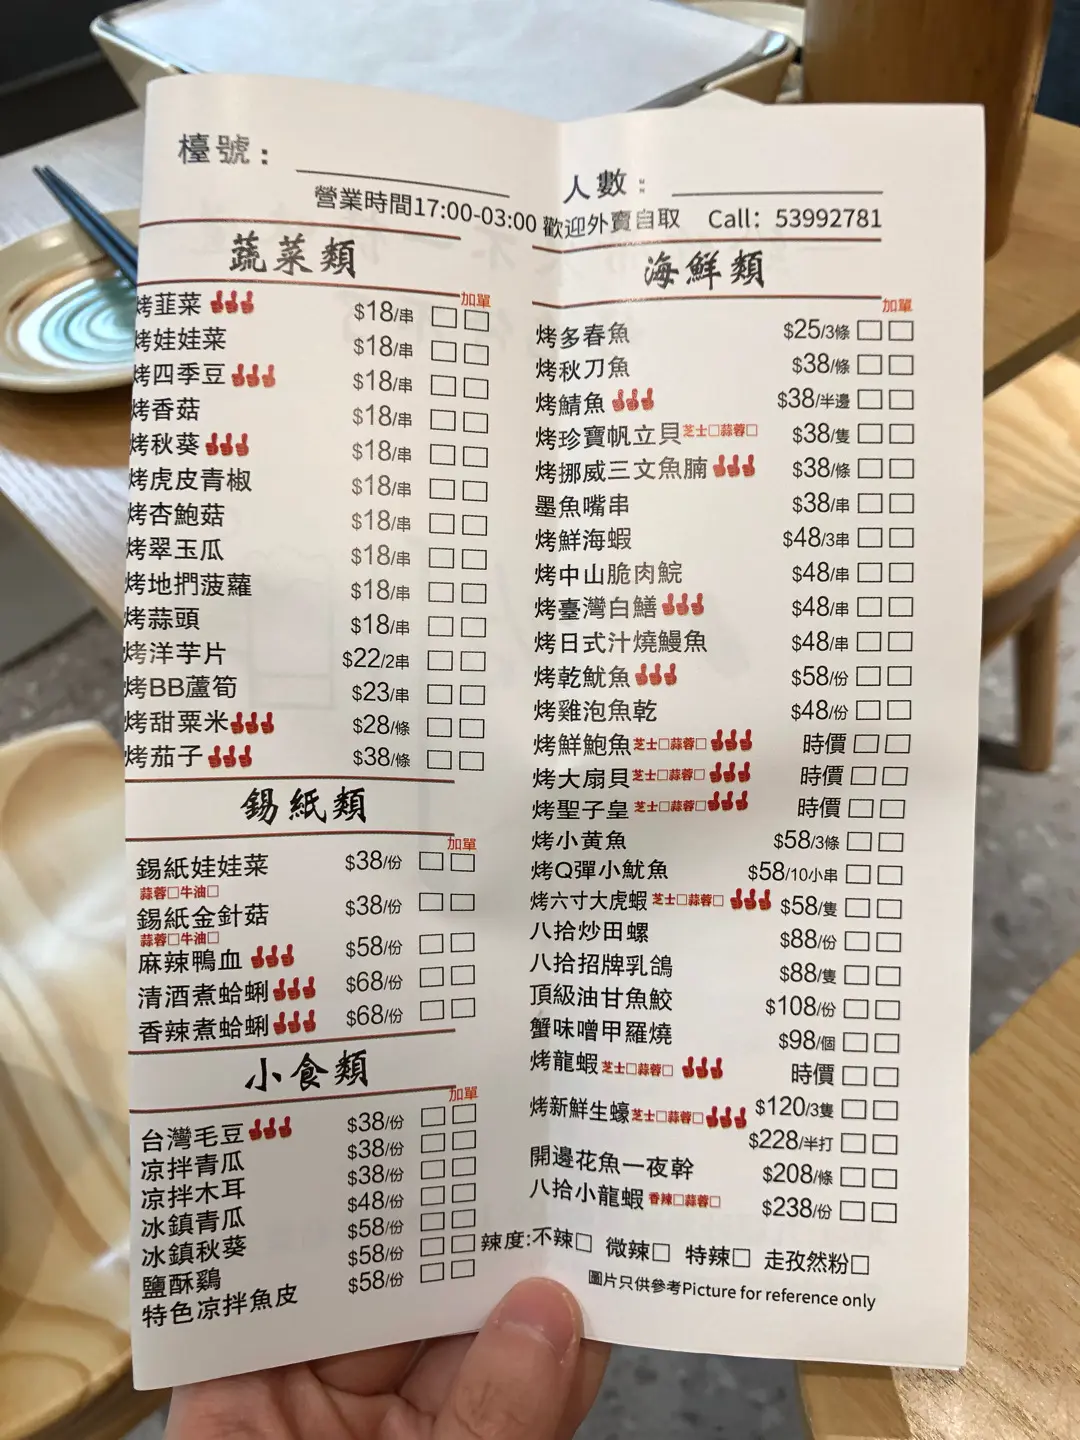 檯號：
人數：
營業時間17:00-03:00 歡迎外賣自取 Call：53992781
蔬菜類
加單
烤韮菜 $18/串
烤娃娃菜 $18/串
烤四季豆 $18/串
烤香菇 $18/串
烤秋葵 $18/串
烤虎皮青椒 $18/串
烤杏鮑菇 $18/串
烤翠玉瓜 $18/串
烤地捫菠蘿 $18/串
烤蒜頭 $18/串
烤洋芋片 $22/2串
烤BB蘆筍 $23/串
烤甜粟米 $28/條
烤茄子 $38/條
錫紙類
加單
錫紙娃娃菜 $38/份
蒜蓉□牛油□
錫紙金針菇 $38/份
蒜蓉□牛油□
麻辣鴨血 $58/份
清酒煮蛤蜊 $68/份
香辣煮蛤蜊 $68/份
小食類
加單
台灣毛豆 $38/份
凉拌青瓜 $38/份
凉拌木耳 $38/份
冰鎮青瓜 $48/份
冰鎮秋葵 $58/份
鹽酥鷄 $58/份
特色凉拌魚皮 $58/份
海鮮類
加單
烤多春魚 $25/3條
烤秋刀魚 $38/條
烤鯖魚 $38/半邊
烤珍寶帆立貝 芝士□蒜蓉□ $38/隻
烤挪威三文魚腩 $38/條
墨魚嘴串 $38/串
烤鮮海蝦 $48/3串
烤中山脆肉鯇 $48/串
烤臺灣白鱔 $48/串
烤日式汁燒鰻魚 $48/串
烤乾魷魚 $58/份
烤雞泡魚乾 $48/份
烤鮮鮑魚 芝士□蒜蓉□ 時價
烤大扇貝 芝士□蒜蓉□ 時價
烤聖子皇 芝士□蒜蓉□ 時價
烤小黄魚 $58/3條
烤Q彈小魷魚 $58/10小串
烤六寸大虎蝦 芝士□蒜蓉□ $58/隻
八拾炒田螺 $88/份
八拾招牌乳鴿 $88/隻
頂級油甘魚鮫 $108/份
蟹味噌甲羅燒 $98/個
烤龍蝦 芝士□蒜蓉□ 時價
烤新鮮生蠔 芝士□蒜蓉□ $120/3隻
$228/半打
開邊花魚一夜幹 $208/條
八拾小龍蝦 香辣□蒜蓉□ $238/份
辣度:不辣□ 微辣□ 特辣□ 走孜然粉□
圖片只供參考Picture for reference only